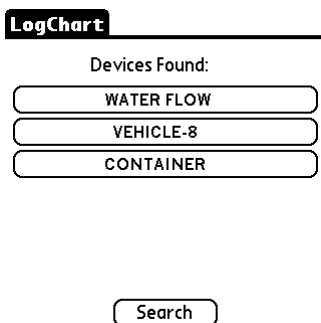 LogChart
Devices Found:
WATER FLOW
VEHICLE-8
CONTAINER
Search